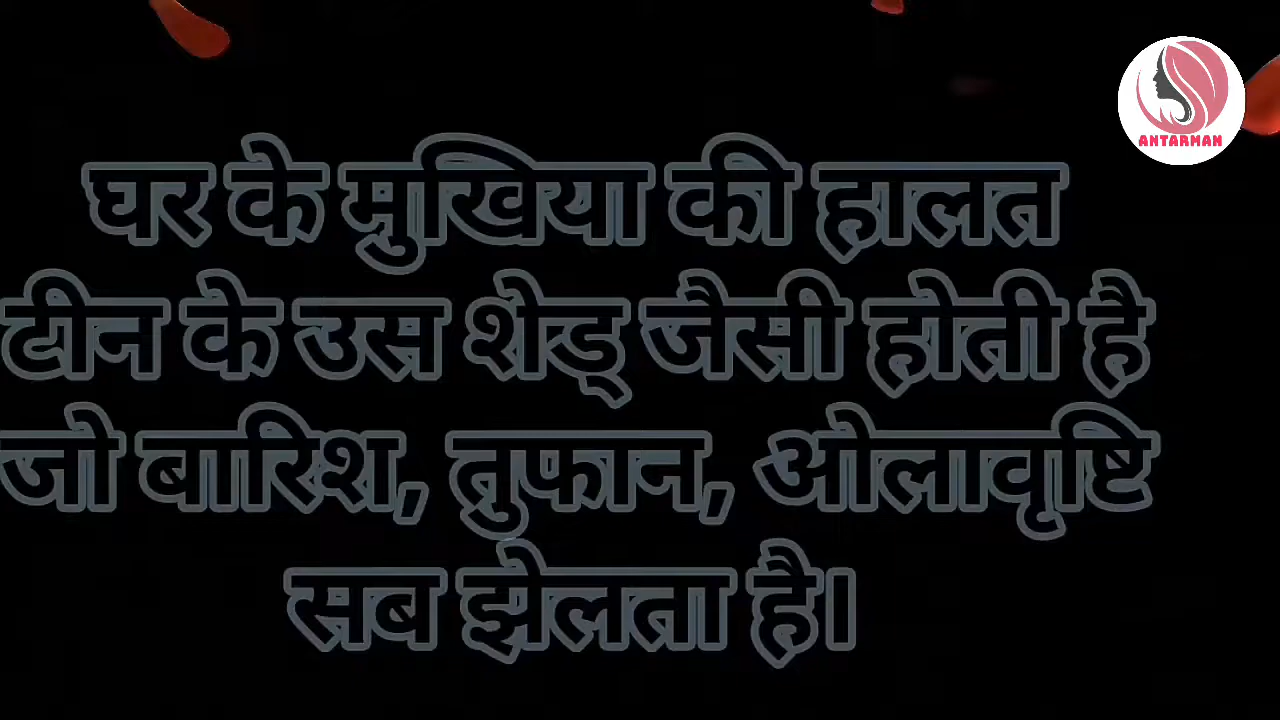 ANTARMAN
घर के मुखिया की हालत
टीन के उस शेड् जैसी होती है
जो बारिश, तुफान, ओलावृष्टि
सब झेलता है।